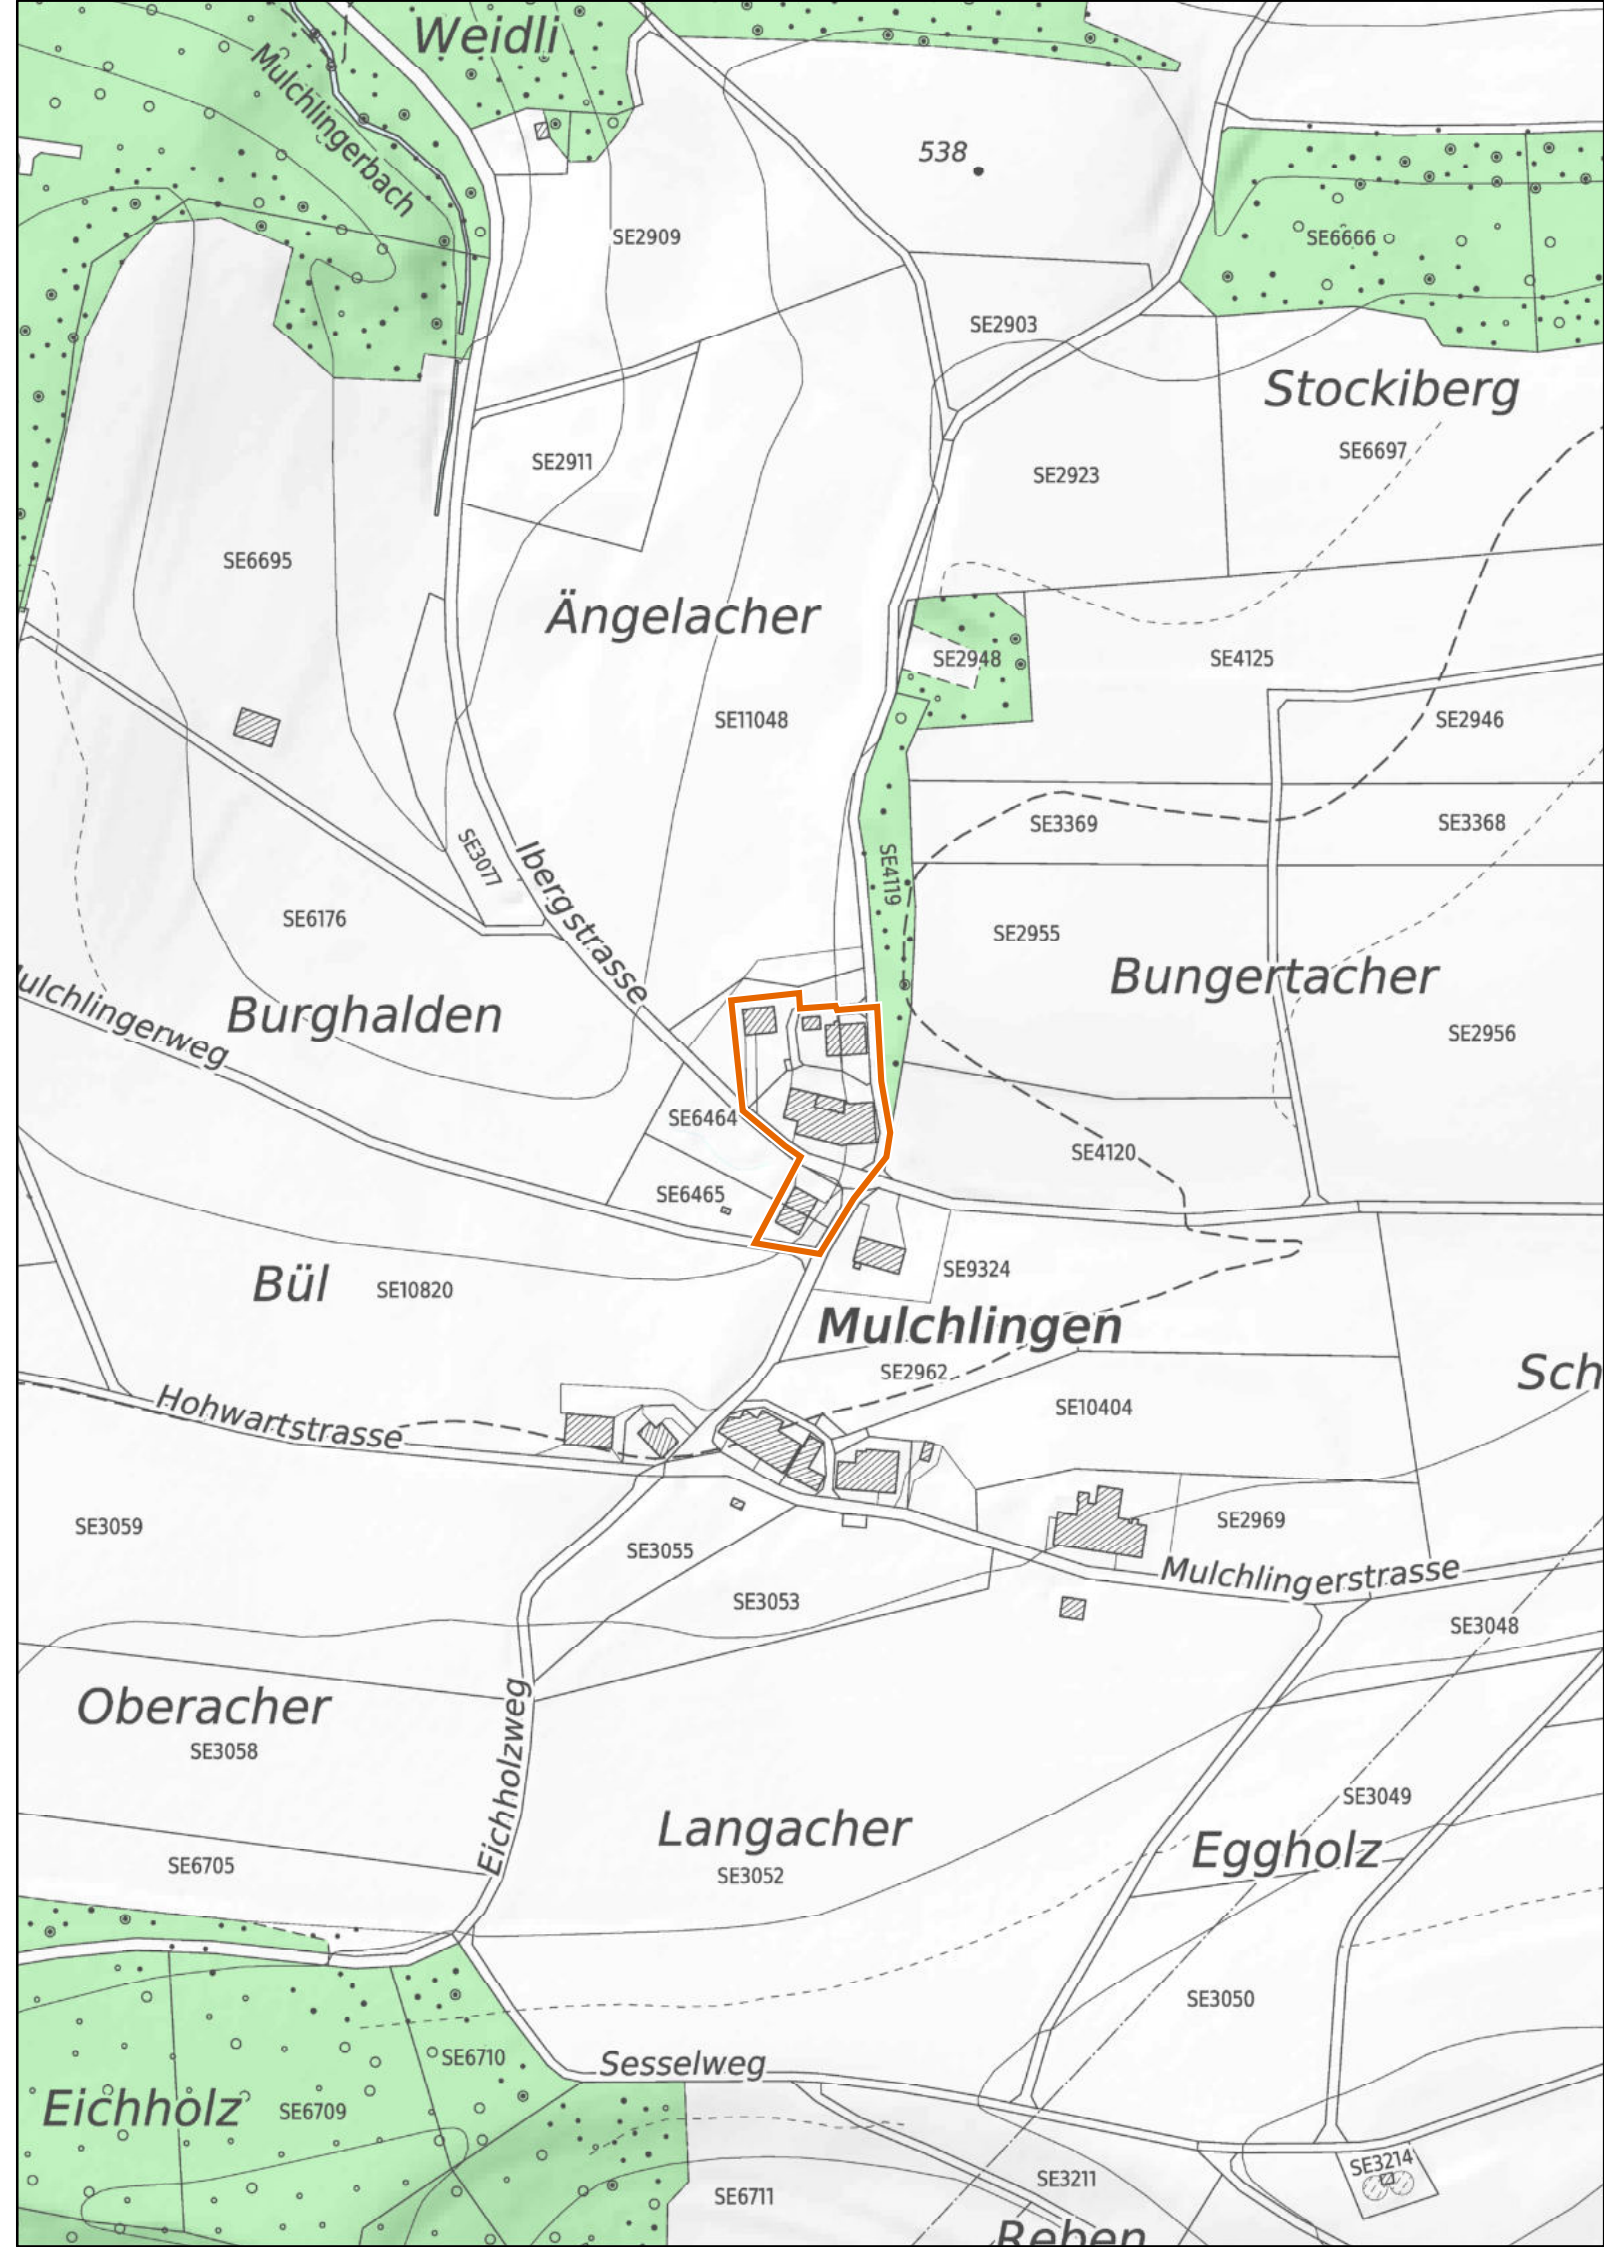 Weidli
Mulchlingerbach
538
SE2909
SE6666
SE2903
Stockiberg
SE6697
SE2911
SE2923
SE6695
Ängelacher
SE2948
SE4125
SE11048
SE2946
SE3369
SE3368
SE3077
Ibergstrasse
SE4119
SE6176
SE2955
Bungertacher
Burghalden
ulchlingerweg
SE2956
SE6464
SE4120
SE6465
SE9324
Bül
SE10820
Mulchlingen
SE2962
Sch
Hohwartstrasse
SE10404
SE3059
SE2969
SE3055
Mulchlingerstrasse
SE3053
SE3048
Oberacher
SE3058
Eichholzweg
SE3049
Langacher
Eggholz
SE6705
SE3052
SE3050
SE6710
Sesselweg
Eichholz
SE6709
SE3214
SE3211
SE6711
Reben